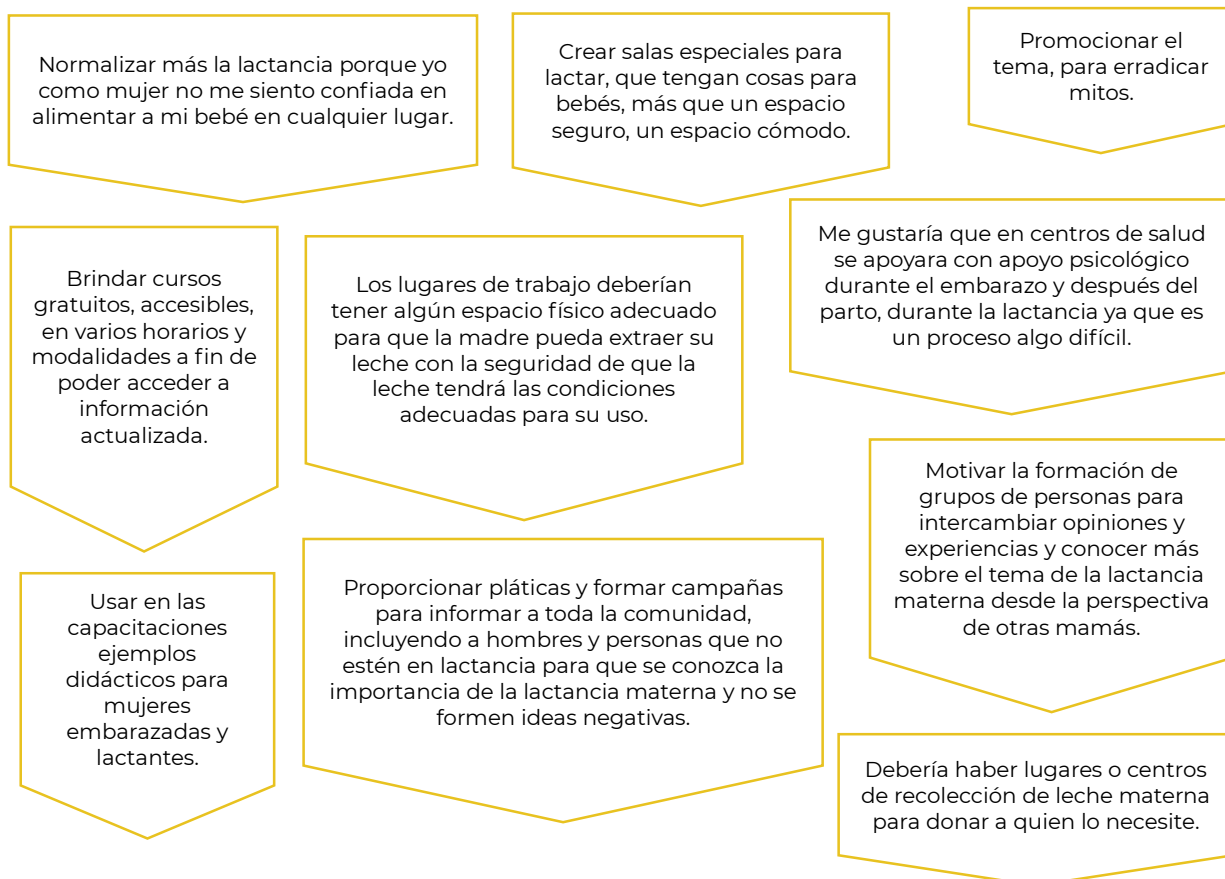 Normalizar más la lactancia porque yo
como mujer no me siento confiada en
alimentar a mi bebé en cualquier lugar.
Crear salas especiales para
lactar, que tengan cosas para
bebés, más que un espacio
seguro, un espacio cómodo.
Promocionar el
tema, para erradicar
mitos.
Brindar cursos
gratuitos, accesibles,
en varios horarios y
modalidades a fin de
poder acceder a
información
actualizada.
Los lugares de trabajo deberían
tener algún espacio físico adecuado
para que la madre pueda extraer su
leche con la seguridad de que la
leche tendrá las condiciones
adecuadas para su uso.
Me gustaría que en centros de salud
se apoyara con apoyo psicológico
durante el embarazo y después del
parto, durante la lactancia ya que es
un proceso algo difícil.
Usar en las
capacitaciones
ejemplos
didácticos para
mujeres
embarazadas y
lactantes.
Proporcionar pláticas y formar campañas
para informar a toda la comunidad,
incluyendo a hombres y personas que no
estén en lactancia para que se conozca la
importancia de la lactancia materna y no se
formen ideas negativas.
Motivar la formación de
grupos de personas para
intercambiar opiniones y
experiencias y conocer más
sobre el tema de la lactancia
materna desde la perspectiva
de otras mamás.
Debería haber lugares o centros
de recolección de leche materna
para donar a quien lo necesite.